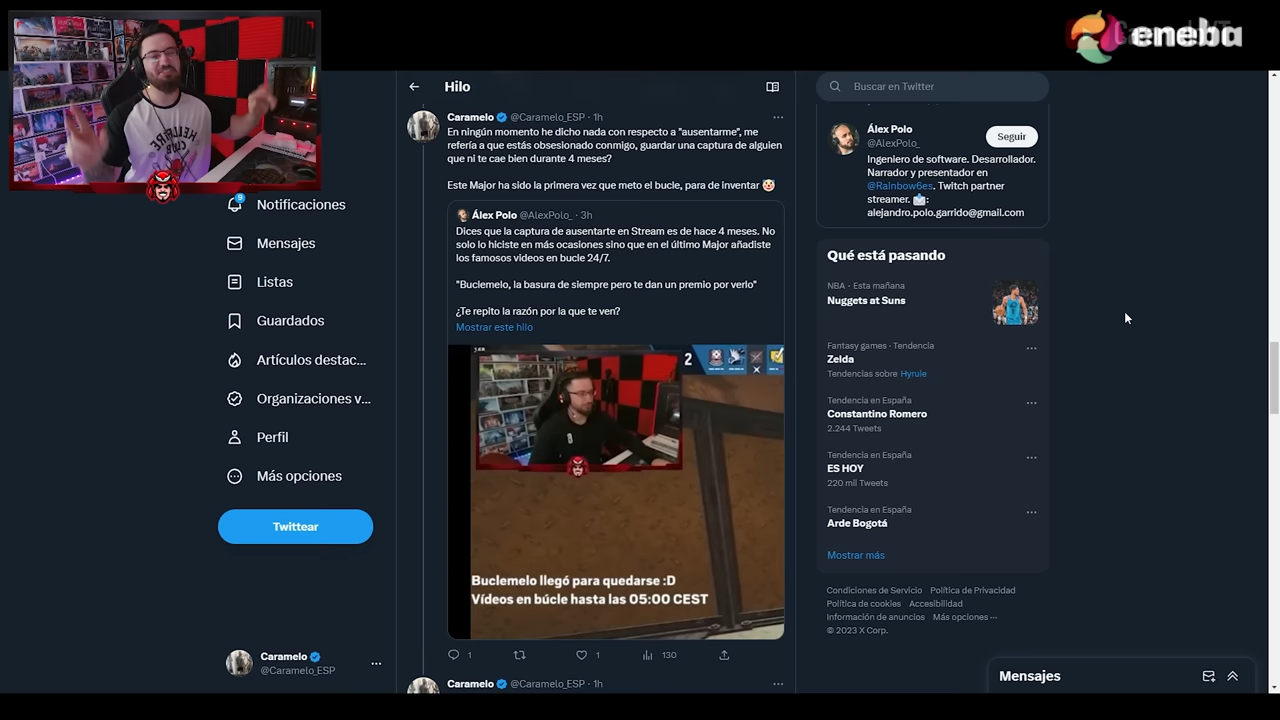 HELLFIRE
CLUB
eneba
Hilo
Buscar en Twitter
Notificaciones
9
Mensajes
Listas
Guardados
Artículos destac...
Organizaciones v...
Perfil
Más opciones
Twittear
Caramelo
@Caramelo_ESP
Caramelo @Caramelo_ESP · 1h
En ningún momento he dicho nada con respecto a "ausentarme", me
refería a que estás obsesionado conmigo, guardar una captura de alguien
que ni te cae bien durante 4 meses?
Este Major ha sido la primera vez que meto el bucle, para de inventar 🤡
Álex Polo @AlexPolo_ · 3h
Dices que la captura de ausentarte en Stream es de hace 4 meses. No
solo lo hiciste en más ocasiones sino que en el último Major añadiste
los famosos videos en bucle 24/7.
"Buclemelo, la basura de siempre pero te dan un premio por verlo"
¿Te repito la razón por la que te ven?
Mostrar este hilo
2
Buclemelo llegó para quedarse :D
Vídeos en búcle hasta las 05:00 CEST
1
1
130
Caramelo @Caramelo_ESP · 1h
Álex Polo
@AlexPolo_
Seguir
Ingeniero de software. Desarrollador.
Narrador y presentador en
@Rainbow6es. Twitch partner
streamer. 📩:
alejandro.polo.garrido@gmail.com
Qué está pasando
NBA · Esta mañana
Nuggets at Suns
Fantasy games · Tendencia
Zelda
Tendencias sobre Hyrule
Tendencia en España
Constantino Romero
2.244 Tweets
Tendencia en España
ES HOY
220 mil Tweets
Tendencia en España
Arde Bogotá
Mostrar más
Condiciones de Servicio Política de Privacidad
Política de cookies Accesibilidad
Información de anuncios Más opciones ···
© 2023 X Corp.
Mensajes